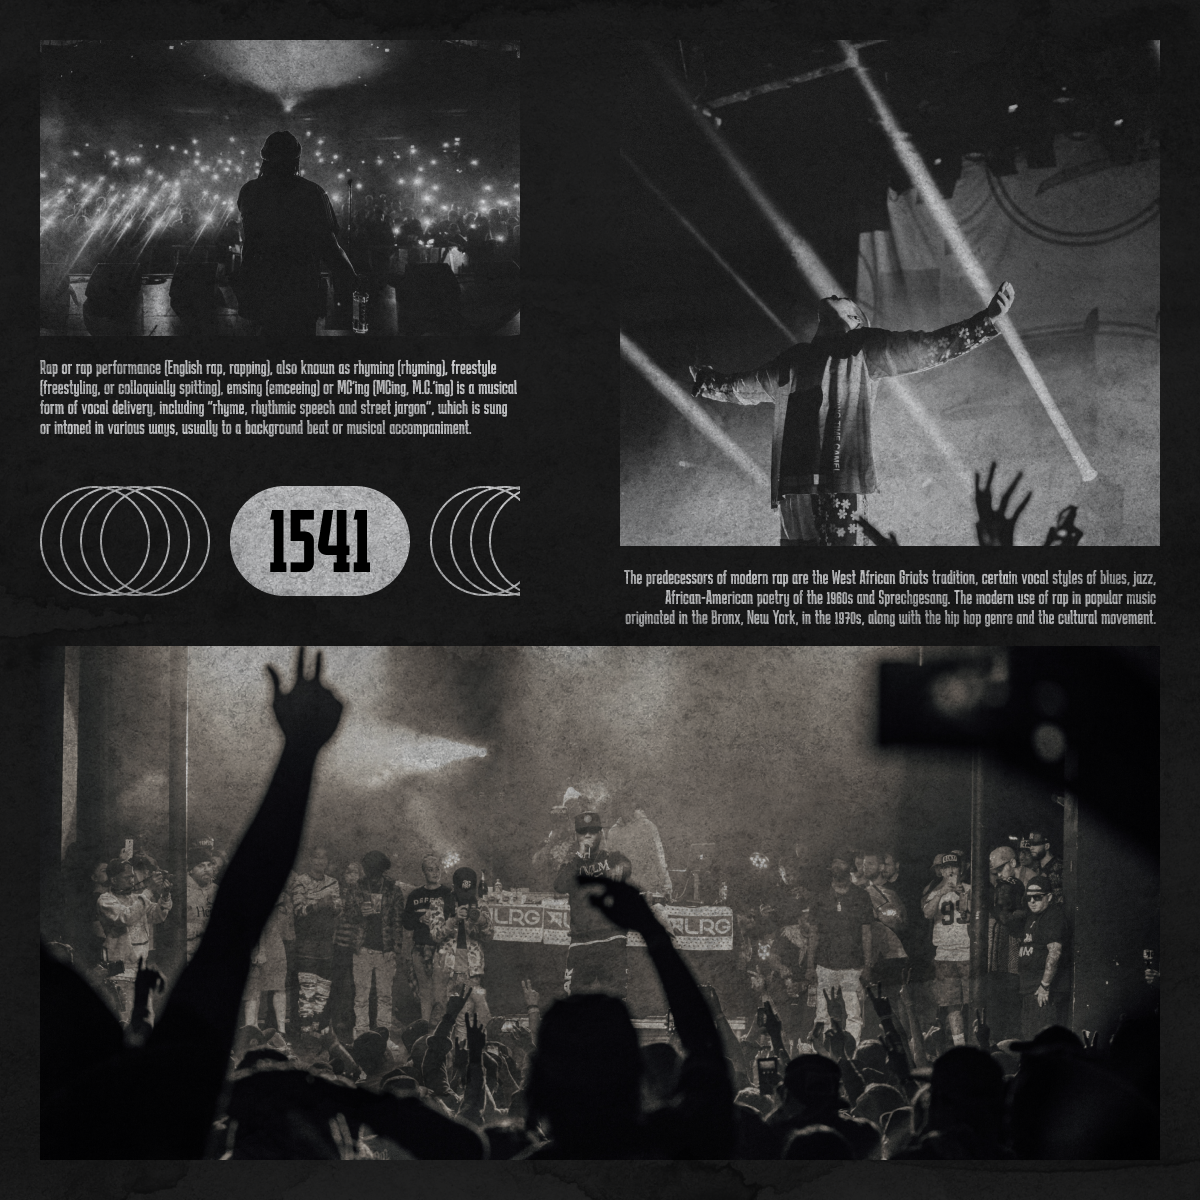 Rap or rap performance (English rap, rapping), also known as rhyming (rhyming), freestyle
(freestyling, or colloquially spitting), emsing (emceeing) or MC'ing (MCing, M.C.'ing) is a musical
form of vocal delivery, including "rhyme, rhythmic speech and street jargon", which is sung
or intoned in various ways, usually to a background beat or musical accompaniment.
1541
The predecessors of modern rap are the West African Griots tradition, certain vocal styles of blues, jazz,
African-American poetry of the 1960s and Sprechgesang. The modern use of rap in popular music
originated in the Bronx, New York, in the 1970s, along with the hip hop genre and the cultural movement.
LRG
LRG